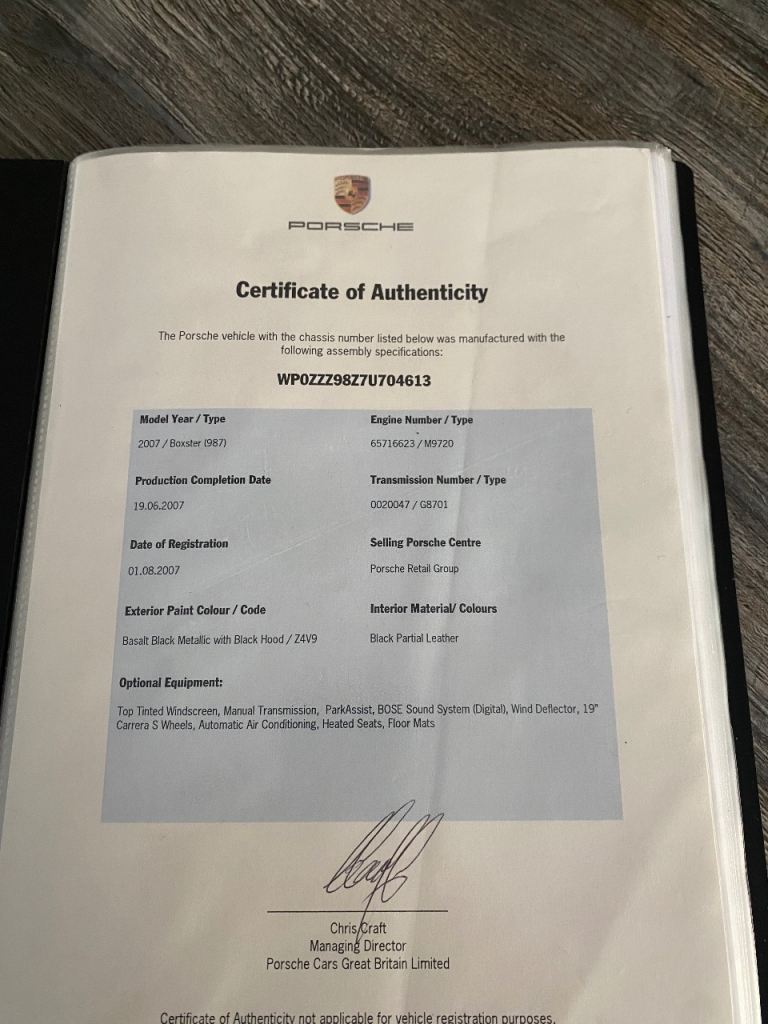 PORSCHE
Certificate of Authenticity
The Porsche vehicle with the chassis number listed below was manufactured with the
following assembly specifications:
WP0ZZZ98Z7U704613
Model Year / Type
Engine Number / Type
2007 / Boxster (987)
65716623 / M9720
Production Completion Date
Transmission Number / Type
19.06.2007
0020047 / G8701
Date of Registration
Selling Porsche Centre
01.08.2007
Porsche Retail Group
Exterior Paint Colour / Code
Interior Material/ Colours
Basalt Black Metallic with Black Hood / Z4V9
Black Partial Leather
Optional Equipment:
Top Tinted Windscreen, Manual Transmission, ParkAssist, BOSE Sound System (Digital), Wind Deflector, 19"
Carrera S Wheels, Automatic Air Conditioning, Heated Seats, Floor Mats
Chris Craft
Managing Director
Porsche Cars Great Britain Limited
Certificate of Authenticity not applicable for vehicle registration purposes.